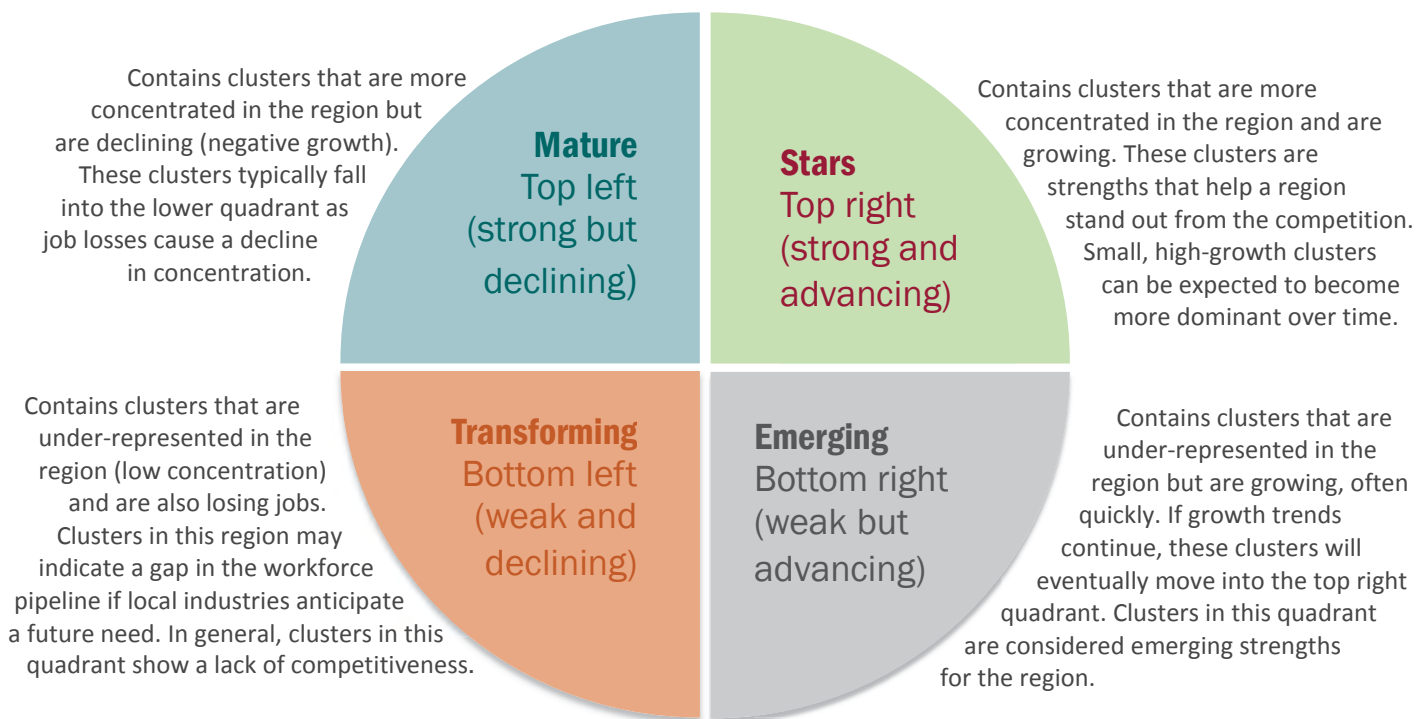 Contains clusters that are more
concentrated in the region but
are declining (negative growth).
These clusters typically fall
into the lower quadrant as
job losses cause a decline
in concentration.
Mature
Top left
(strong but
declining)
Stars
Top right
(strong and
advancing)
Contains clusters that are more
concentrated in the region and are
growing. These clusters are
strengths that help a region
stand out from the competition.
Small, high-growth clusters
can be expected to become
more dominant over time.
Contains clusters that are
under-represented in the
region (low concentration)
and are also losing jobs.
Clusters in this region may
indicate a gap in the workforce
pipeline if local industries anticipate
a future need. In general, clusters in this
quadrant show a lack of competitiveness.
Transforming
Bottom left
(weak and
declining)
Emerging
Bottom right
(weak but
advancing)
Contains clusters that are
under-represented in the
region but are growing, often
quickly. If growth trends
continue, these clusters will
eventually move into the top right
quadrant. Clusters in this quadrant
are considered emerging strengths
for the region.